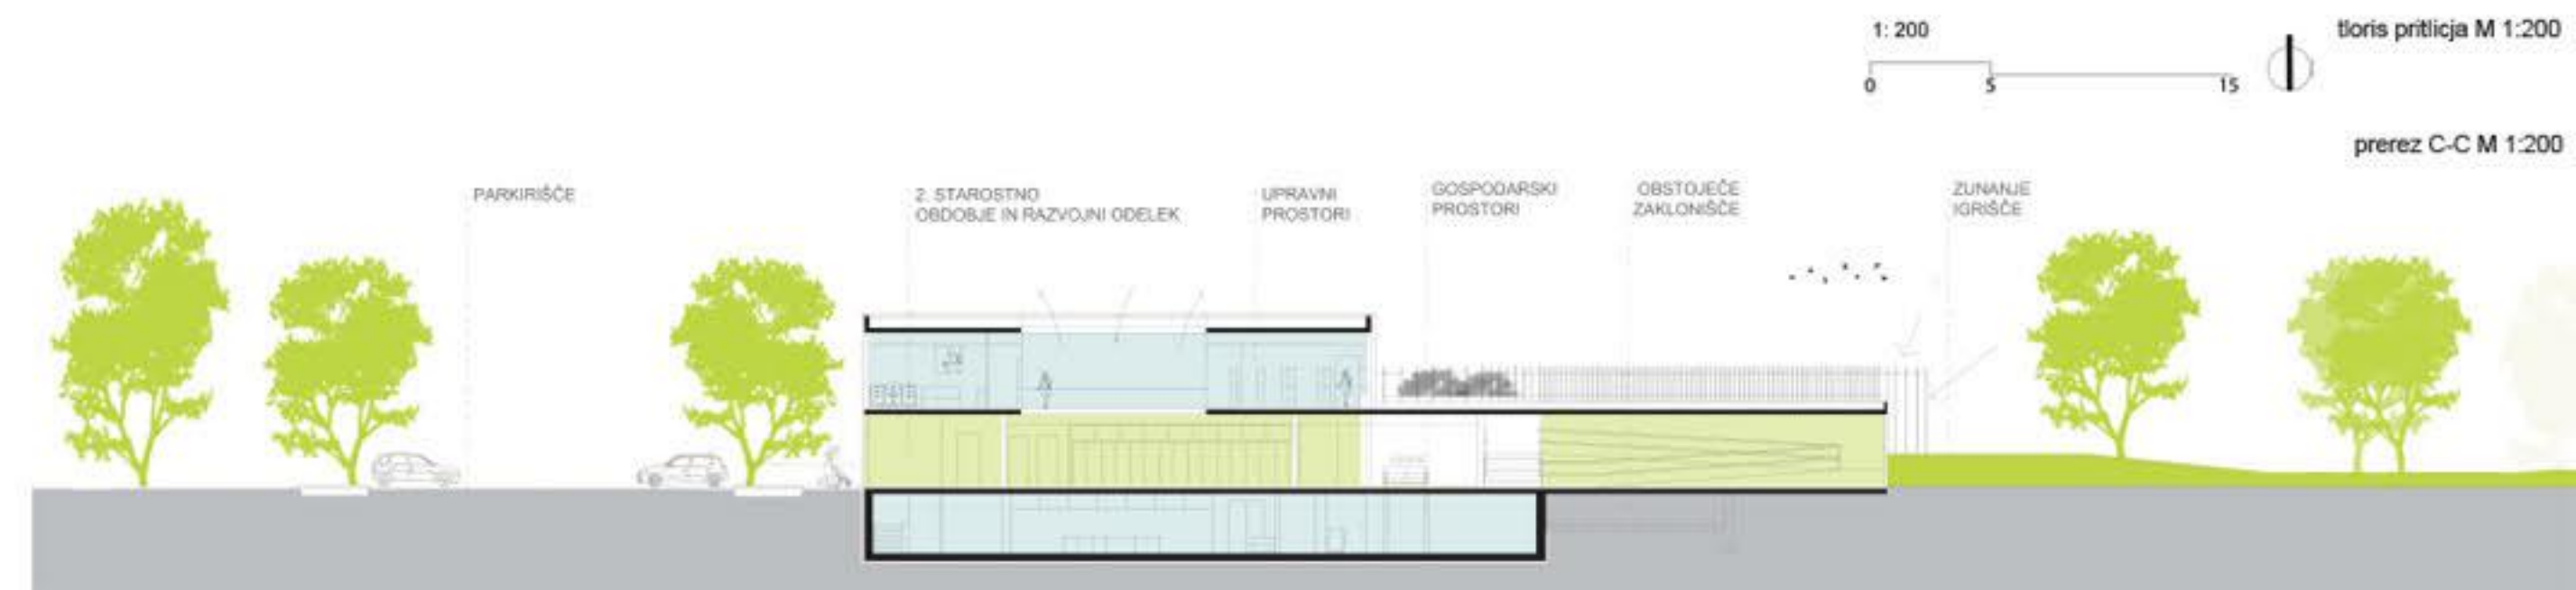 1: 200
0 5 15
tloris pritlicja M 1:200
prerez C-C M 1:200
PARKIRIŠČE
2. STAROSTNO
OBDOBJE IN RAZVOJNI ODELEK
UPRAVNI
PROSTORI
GOSPODARSKI
PROSTORI
OBSTOJEČE
ZAKLONIŠČE
ZUNANJE
IGRIŠČE